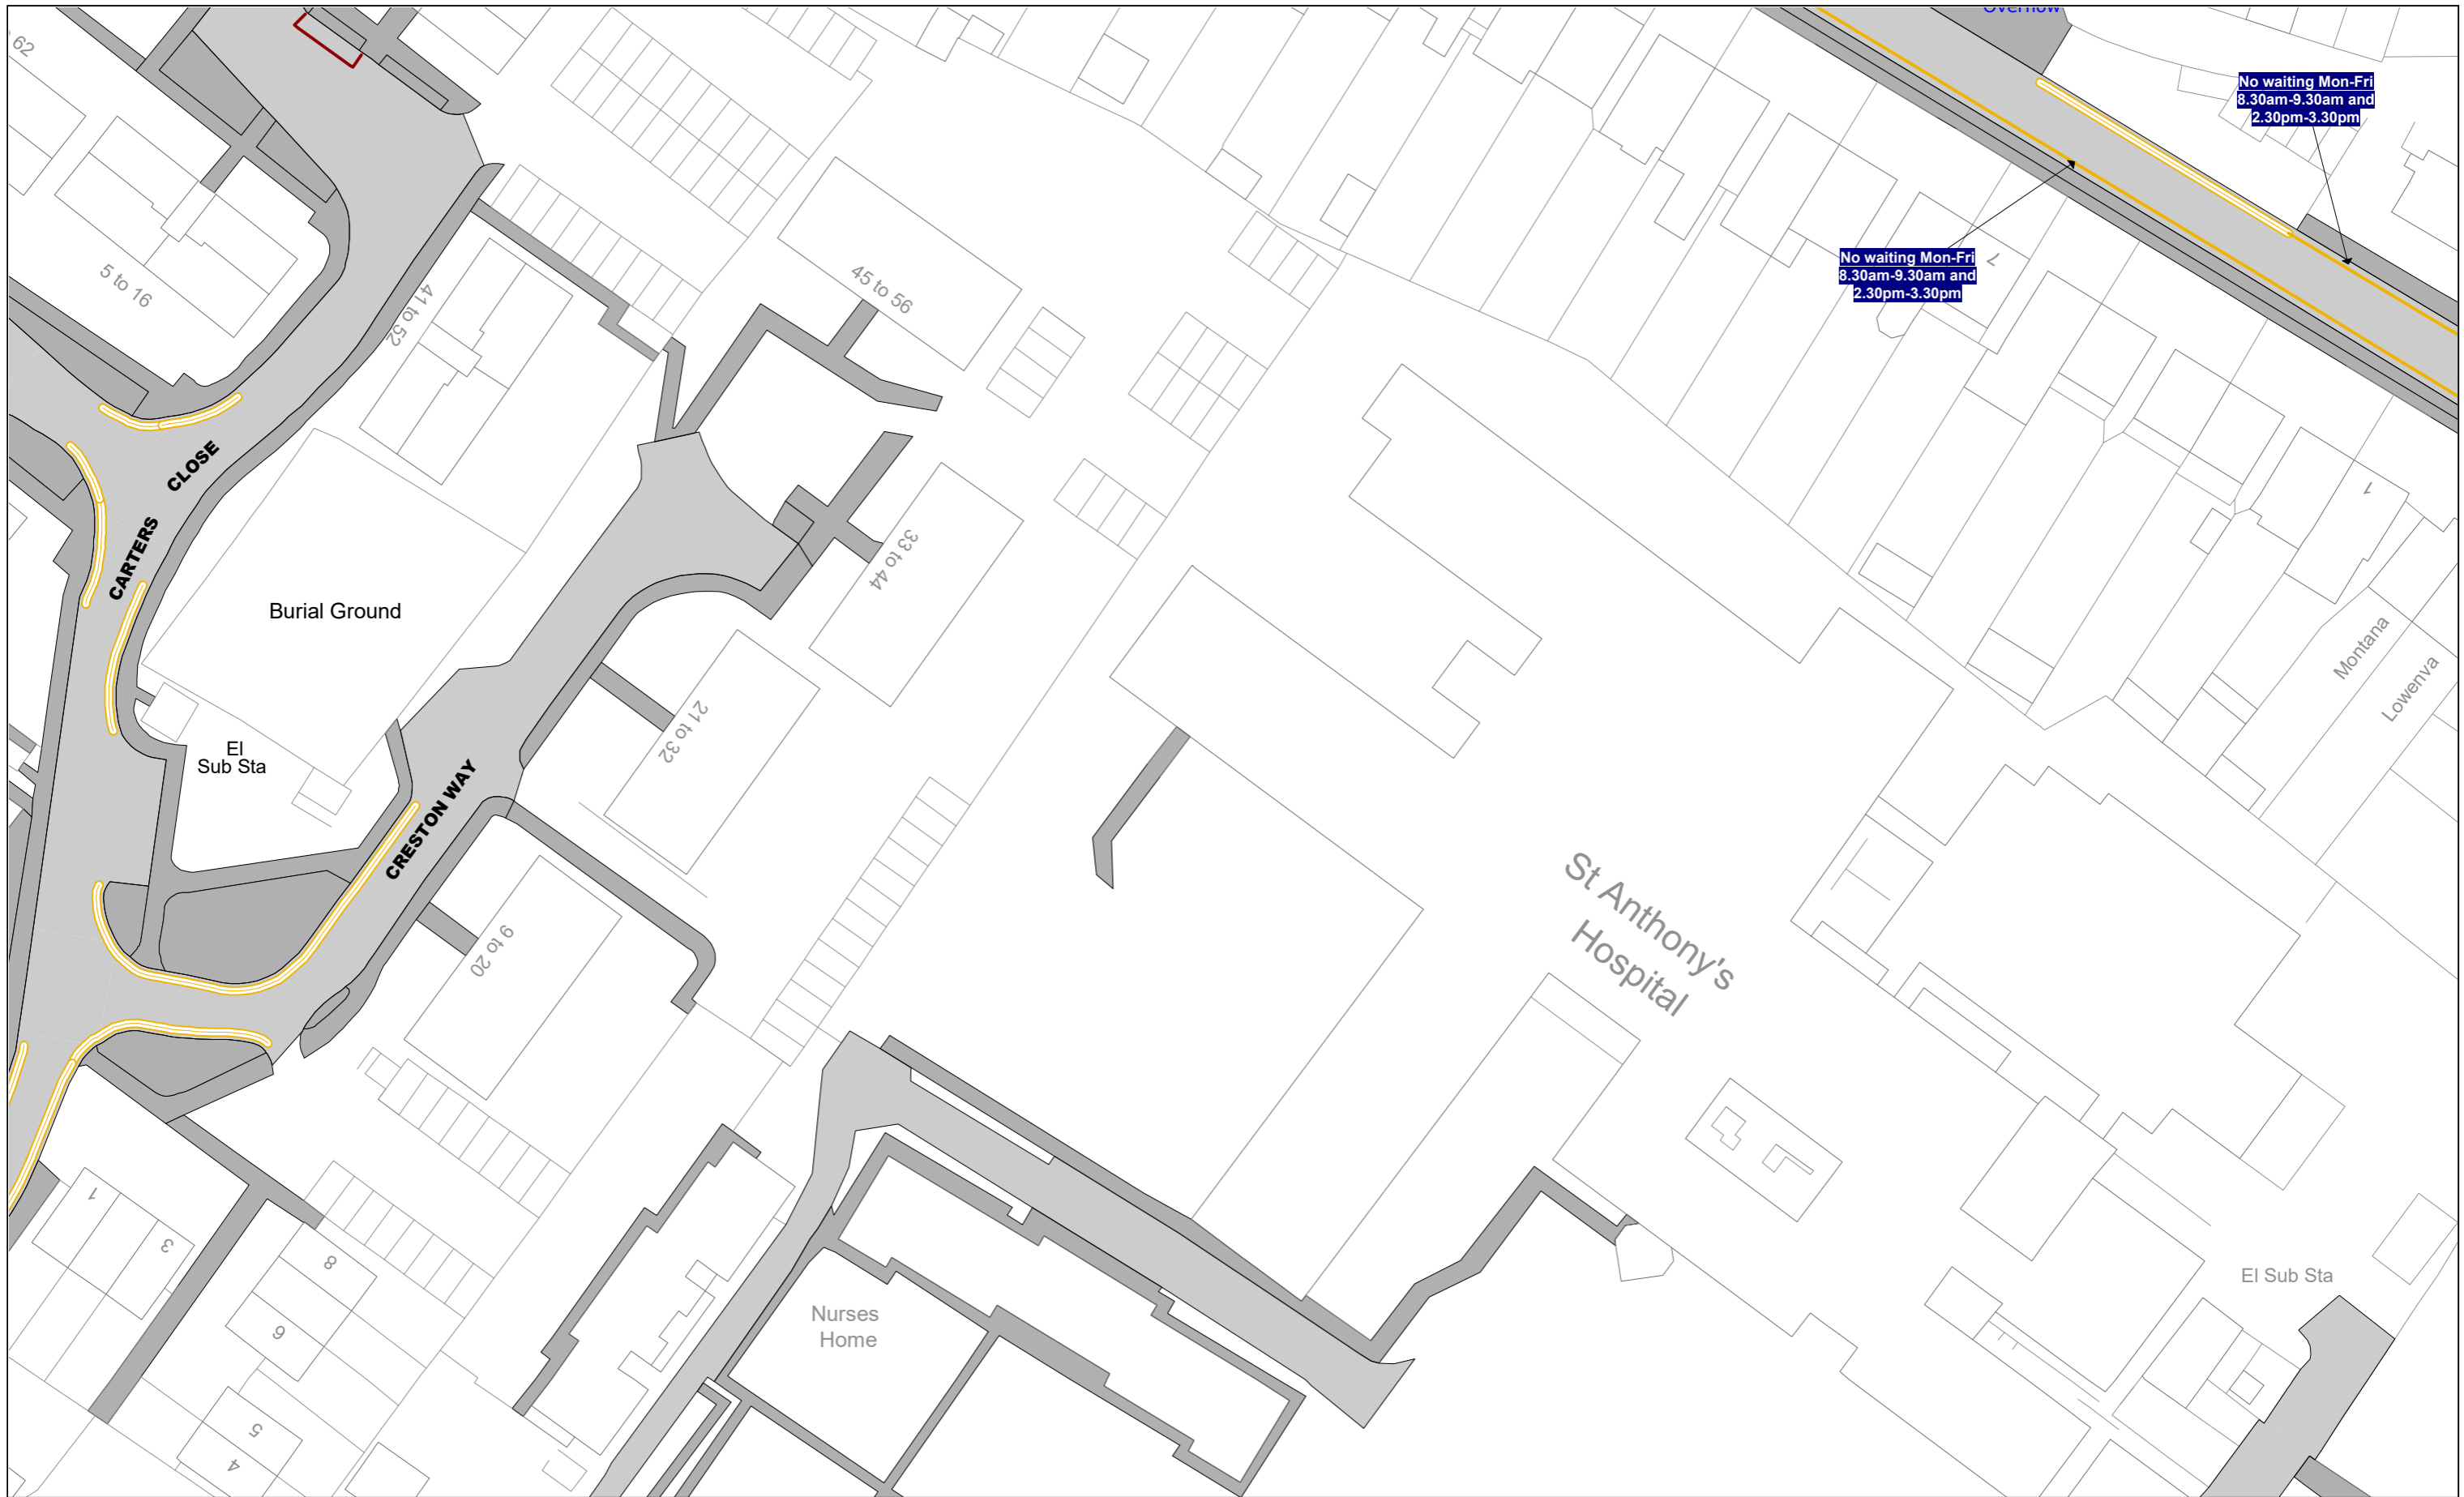 Overflow
62
No waiting Mon-Fri
8.30am-9.30am and
2.30pm-3.30pm
No waiting Mon-Fri
8.30am-9.30am and
2.30pm-3.30pm
7
5 to 16
41 to 52
45 to 56
CARTERS CLOSE
33 to 44
1
Burial Ground
Montana
Lowenva
21 to 32
El
Sub Sta
CRESTON WAY
St Anthony's
Hospital
9 to 20
1
3
8
6
5
4
Nurses
Home
El Sub Sta